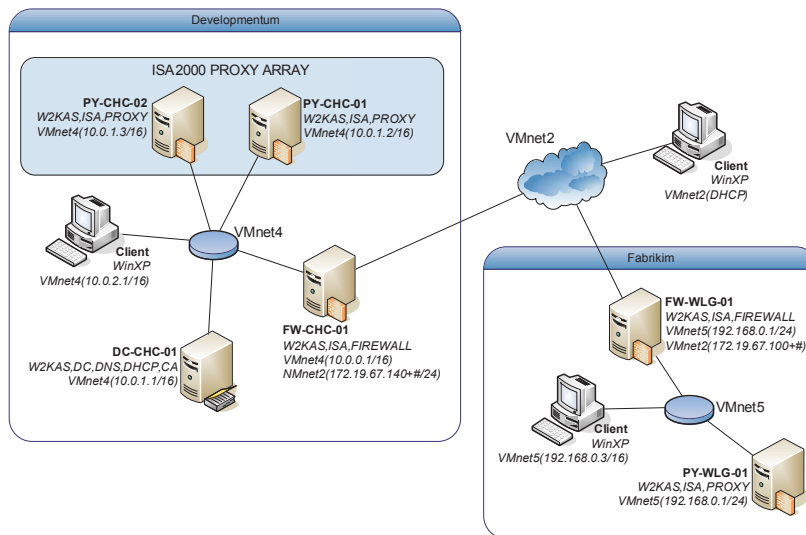 Developmentum
ISA2000 PROXY ARRAY
PY-CHC-02
W2KAS,ISA,PROXY
VMnet4(10.0.1.3/16)
PY-CHC-01
W2KAS,ISA,PROXY
VMnet4(10.0.1.2/16)
VMnet4
Client
WinXP
VMnet4(10.0.2.1/16)
FW-CHC-01
W2KAS,ISA,FIREWALL
VMnet4(10.0.0.1/16)
NMnet2(172.19.67.140+#/24)
DC-CHC-01
W2KAS,DC,DNS,DHCP,CA
VMnet4(10.0.1.1/16)
VMnet2
Client
WinXP
VMnet2(DHCP)
Fabrikim
FW-WLG-01
W2KAS,ISA,FIREWALL
VMnet5(192.168.0.1/24)
VMnet2(172.19.67.100+#)
VMnet5
Client
WinXP
VMnet5(192.168.0.3/16)
PY-WLG-01
W2KAS,ISA,PROXY
VMnet5(192.168.0.1/24)